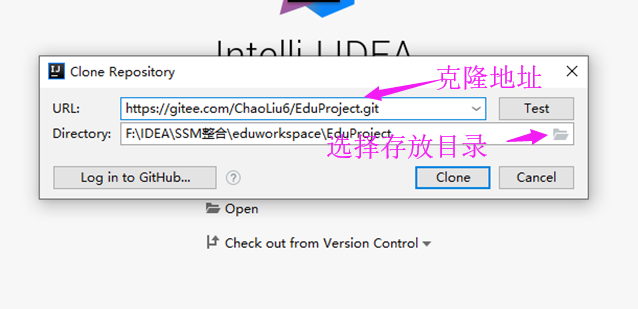 IntelliJ IDEA
Clone Repository
克隆地址
URL: https://gitee.com/ChaoLiu6/EduProject.git Test
Directory: F:\IDEA\SSM整合\eduworkspace\EduProject
选择存放目录
Log in to GitHub... ? Clone Cancel
Open
Check out from Version Control